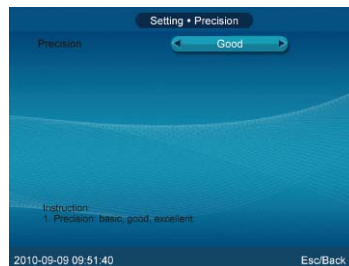 Setting • Precision
Precision
Good
Instruction:
1. Precision: basic, good, excellent.
2010-09-09 09:51:40
Esc/Back